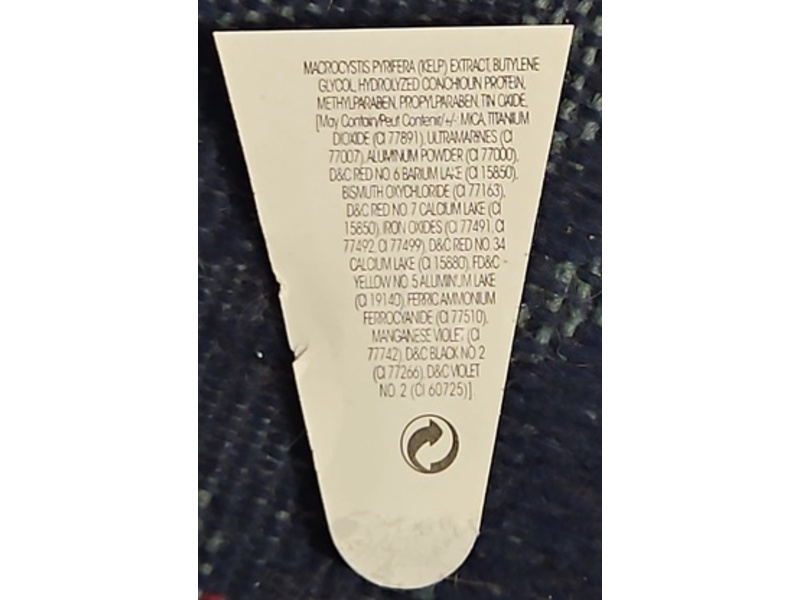 MACROCYSTIS PYRIFERA (KELP) EXTRACT, BUTYLENE
GLYCOL, HYDROLYZED CONCHIOLIN PROTEIN,
METHYLPARABEN, PROPYLPARABEN, TIN OXIDE,
[May Contain/Peut Contenir/+/-: MICA, TITANIUM
DIOXIDE (CI 77891), ULTRAMARINES (CI
77007), ALUMINUM POWDER (CI 77000),
D&C RED NO. 6 BARIUM LAKE (CI 15850),
BISMUTH OXYCHLORIDE (CI 77163),
D&C RED NO. 7 CALCIUM LAKE (CI
15850), IRON OXIDES (CI 77491, CI
77492, CI 77499), D&C RED NO. 34
CALCIUM LAKE (CI 15880), FD&C
YELLOW NO. 5 ALUMINUM LAKE
(CI 19140), FERRIC AMMONIUM
FERROCYANIDE (CI 77510),
MANGANESE VIOLET (CI
77742), D&C BLACK NO. 2
(CI 77266), D&C VIOLET
NO. 2 (CI 60725)]